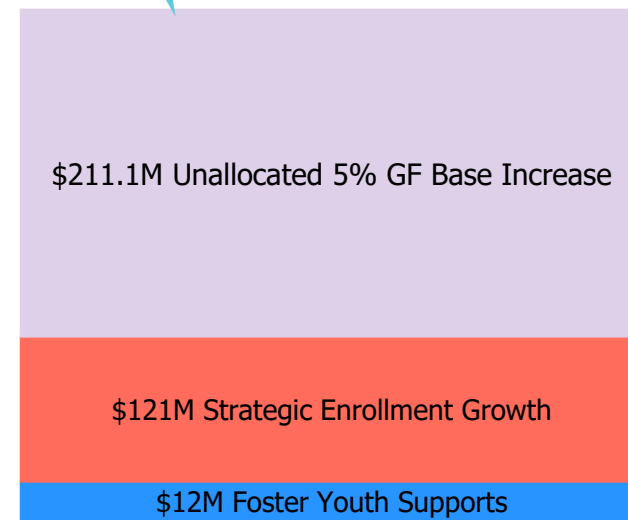 $211.1M Unallocated 5% GF Base Increase
$121M Strategic Enrollment Growth
$12M Foster Youth Supports